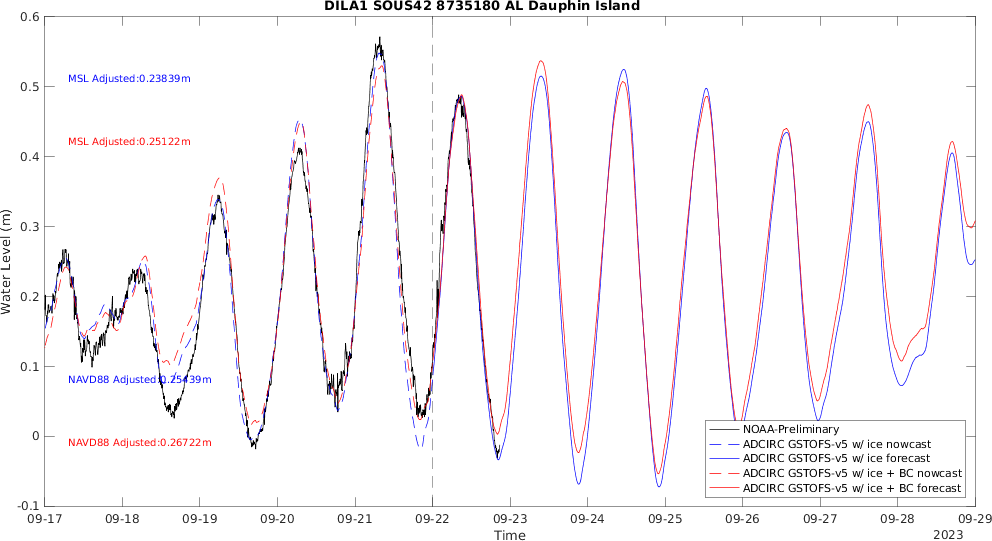 DILA1 SOUS42 8735180 AL Dauphin Island
0.6
0.5
0.4
0.3
0.2
0.1
0
-0.1
Water Level (m)
MSL Adjusted:0.23839m
MSL Adjusted:0.25122m
NAVD88 Adjusted:0.25439m
NAVD88 Adjusted:0.26722m
NOAA-Preliminary
ADCIRC GSTOFS-v5 w/ ice nowcast
ADCIRC GSTOFS-v5 w/ ice forecast
ADCIRC GSTOFS-v5 w/ ice + BC nowcast
ADCIRC GSTOFS-v5 w/ ice + BC forecast
09-17 09-18 09-19 09-20 09-21 09-22 09-23 09-24 09-25 09-26 09-27 09-28 09-29
Time
2023